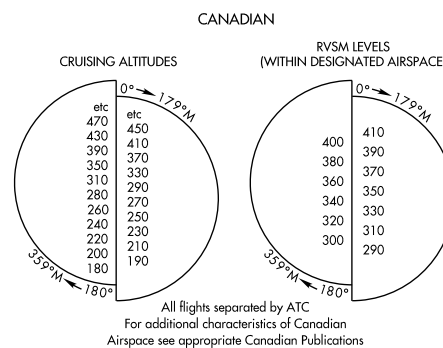 CANADIAN
CRUISING ALTITUDES
0° 179°M
etc
470
430
390
350
310
280
260
240
220
200
180
etc
450
410
370
330
290
270
250
230
210
190
359°M 180°
RVSM LEVELS
(WITHIN DESIGNATED AIRSPACE
0° 179°M
400
380
360
340
320
300
410
390
370
350
330
310
290
359°M 180°
All flights separated by ATC
For additional characteristics of Canadian
Airspace see appropriate Canadian Publications